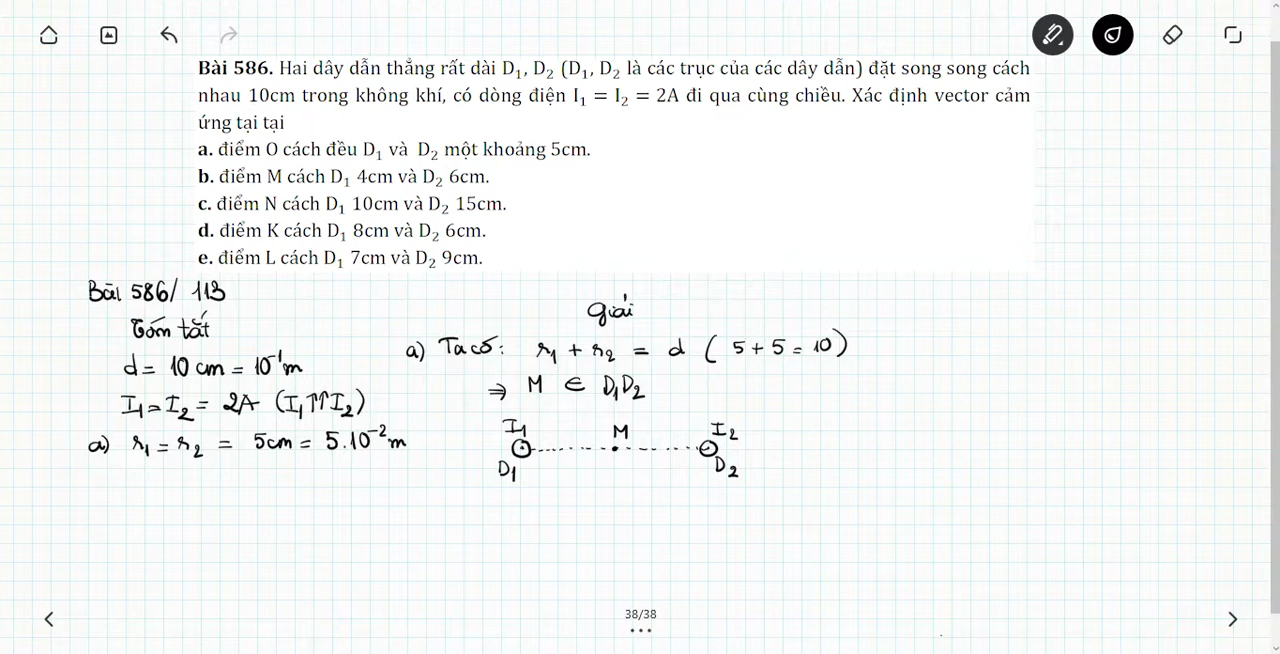 Bài 586. Hai dây dẫn thẳng rất dài D₁, D₂ (D₁, D₂ là các trục của các dây dẫn) đặt song song cách
nhau 10cm trong không khí, có dòng điện I₁ = I₂ = 2A đi qua cùng chiều. Xác định vector cảm
ứng tại tại
a. điểm O cách đều D₁ và D₂ một khoảng 5cm.
b. điểm M cách D₁ 4cm và D₂ 6cm.
c. điểm N cách D₁ 10cm và D₂ 15cm.
d. điểm K cách D₁ 8cm và D₂ 6cm.
e. điểm L cách D₁ 7cm và D₂ 9cm.
Bài 586/ 113
Tóm tắt
d = 10 cm = 10⁻¹m
I₁ = I₂ = 2A (I₁↑↑I₂)
a) r₁ = r₂ = 5cm = 5.10⁻²m
Giải
a) Ta có: r₁ + r₂ = d (5 + 5 = 10)
⇒ M ∈ D₁D₂
I₁ M I₂
D₁ D₂
38/38